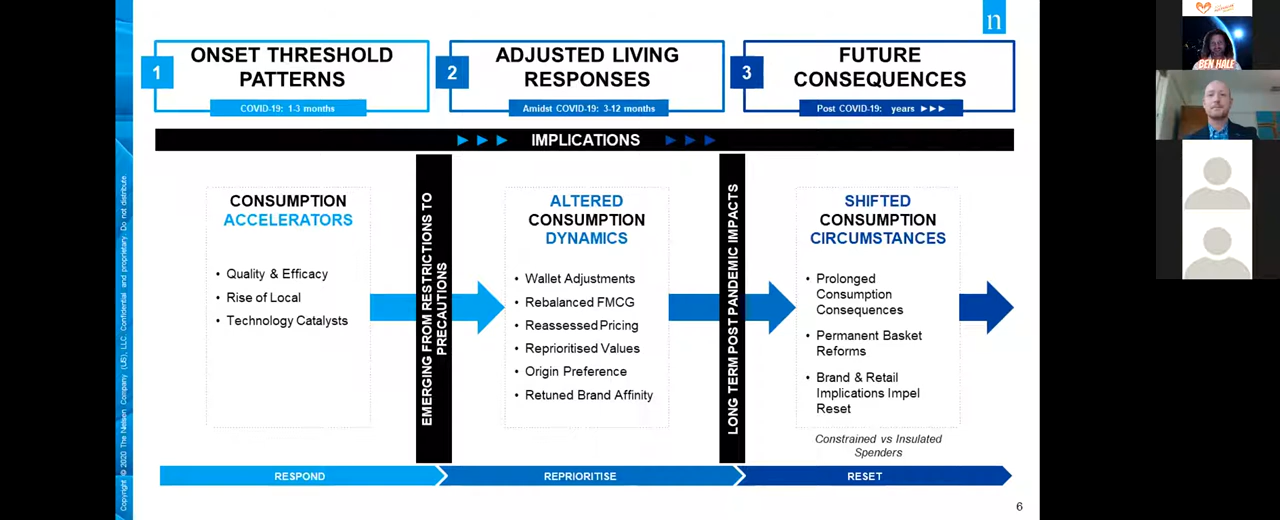 n
1
ONSET THRESHOLD
PATTERNS
COVID-19: 1-3 months
2
ADJUSTED LIVING
RESPONSES
Amidst COVID-19: 3-12 months
3
FUTURE
CONSEQUENCES
Post COVID-19: years ►►►
IMPLICATIONS
CONSUMPTION
ACCELERATORS
• Quality & Efficacy
• Rise of Local
• Technology Catalysts
EMERGING FROM RESTRICTIONS TO
PRECAUTIONS
ALTERED
CONSUMPTION
DYNAMICS
• Wallet Adjustments
• Rebalanced FMCG
• Reassessed Pricing
• Reprioritised Values
• Origin Preference
• Retuned Brand Affinity
LONG TERM POST PANDEMIC IMPACTS
SHIFTED
CONSUMPTION
CIRCUMSTANCES
• Prolonged
Consumption
Consequences
• Permanent Basket
Reforms
• Brand & Retail
Implications Impel
Reset
Constrained vs Insulated
Spenders
RESPOND
REPRIORITISE
RESET
6
Copyright © 2020 The Nielsen Company (US), LLC. Confidential and proprietary. Do not distribute.
BEN HALE